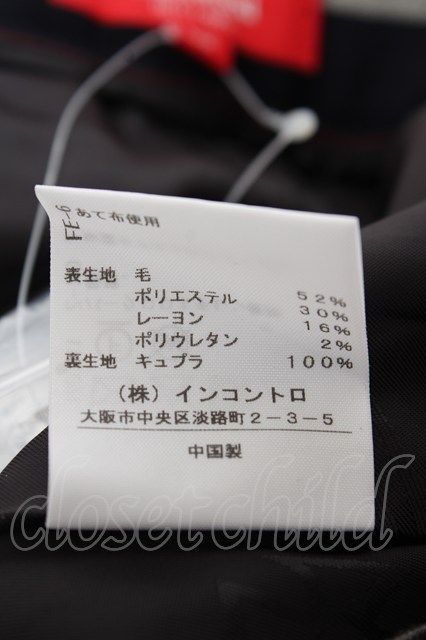 FE-6 あて布使用
表生地 毛 52%
ポリエステル 30%
レーヨン 16%
ポリウレタン 2%
裏生地 キュプラ 100%
(株)インコントロ
大阪市中央区淡路町2-3-5
中国製
closet child